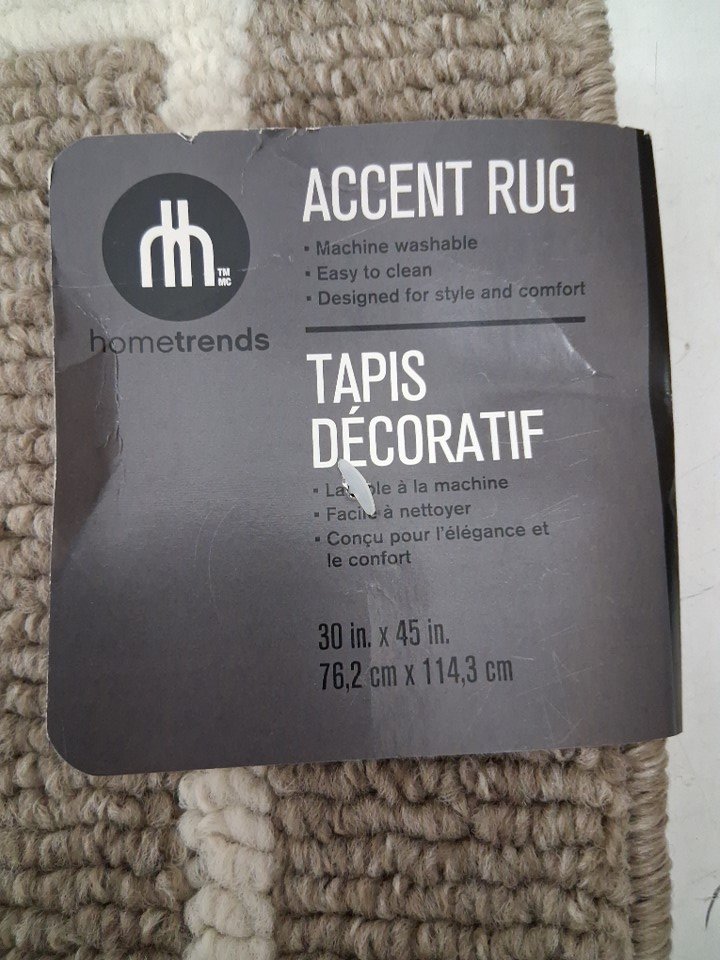 TM
MC
hometrends
ACCENT RUG
▪ Machine washable
▪ Easy to clean
▪ Designed for style and comfort
TAPIS
DÉCORATIF
▪ à la machine
▪ Facile à nettoyer
▪ Conçu pour l'élégance et
le confort
30 in. x 45 in.
76,2 cm x 114,3 cm